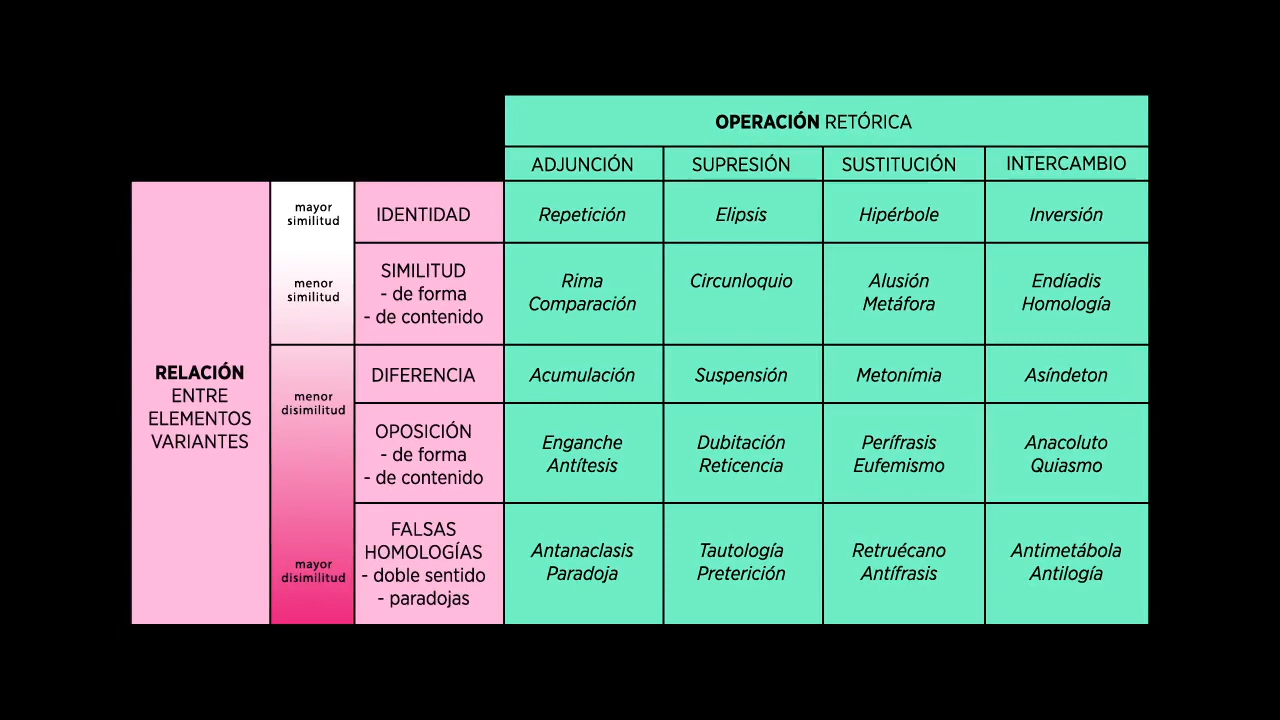 OPERACIÓN RETÓRICA
ADJUNCIÓN
SUPRESIÓN
SUSTITUCIÓN
INTERCAMBIO
RELACIÓN
ENTRE
ELEMENTOS
VARIANTES
mayor
similitud
menor
similitud
menor
disimilitud
mayor
disimilitud
IDENTIDAD
Repetición
Elipsis
Hipérbole
Inversión
SIMILITUD
- de forma
- de contenido
Rima
Comparación
Circunloquio
Alusión
Metáfora
Endíadis
Homología
DIFERENCIA
Acumulación
Suspensión
Metonímia
Asíndeton
OPOSICIÓN
- de forma
- de contenido
Enganche
Antítesis
Dubitación
Reticencia
Perífrasis
Eufemismo
Anacoluto
Quiasmo
FALSAS
HOMOLOGÍAS
- doble sentido
- paradojas
Antanaclasis
Paradoja
Tautología
Preterición
Retruécano
Antífrasis
Antimetábola
Antilogía